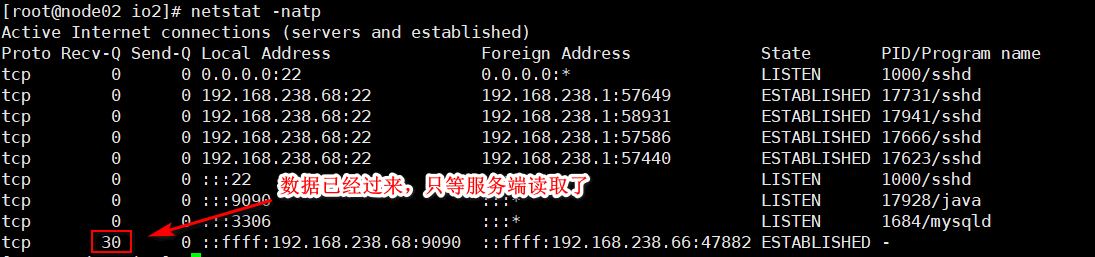 [root@node02 io2]# netstat -natp
Active Internet connections (servers and established)
Proto Recv-Q Send-Q Local Address Foreign Address State PID/Program name
tcp 0 0 0.0.0.0:22 0.0.0.0:* LISTEN 1000/sshd
tcp 0 0 192.168.238.68:22 192.168.238.1:57649 ESTABLISHED 17731/sshd
tcp 0 0 192.168.238.68:22 192.168.238.1:58931 ESTABLISHED 17941/sshd
tcp 0 0 192.168.238.68:22 192.168.238.1:57586 ESTABLISHED 17666/sshd
tcp 0 0 192.168.238.68:22 192.168.238.1:57440 ESTABLISHED 17623/sshd
tcp 0 0 :::22 :::* LISTEN 1000/sshd
数据已经过来，只等服务端读取了
tcp 0 0 :::9090 :::* LISTEN 17928/java
tcp 0 0 :::3306 :::* LISTEN 1684/mysqld
tcp 30 0 ::ffff:192.168.238.68:9090 ::ffff:192.168.238.66:47882 ESTABLISHED -